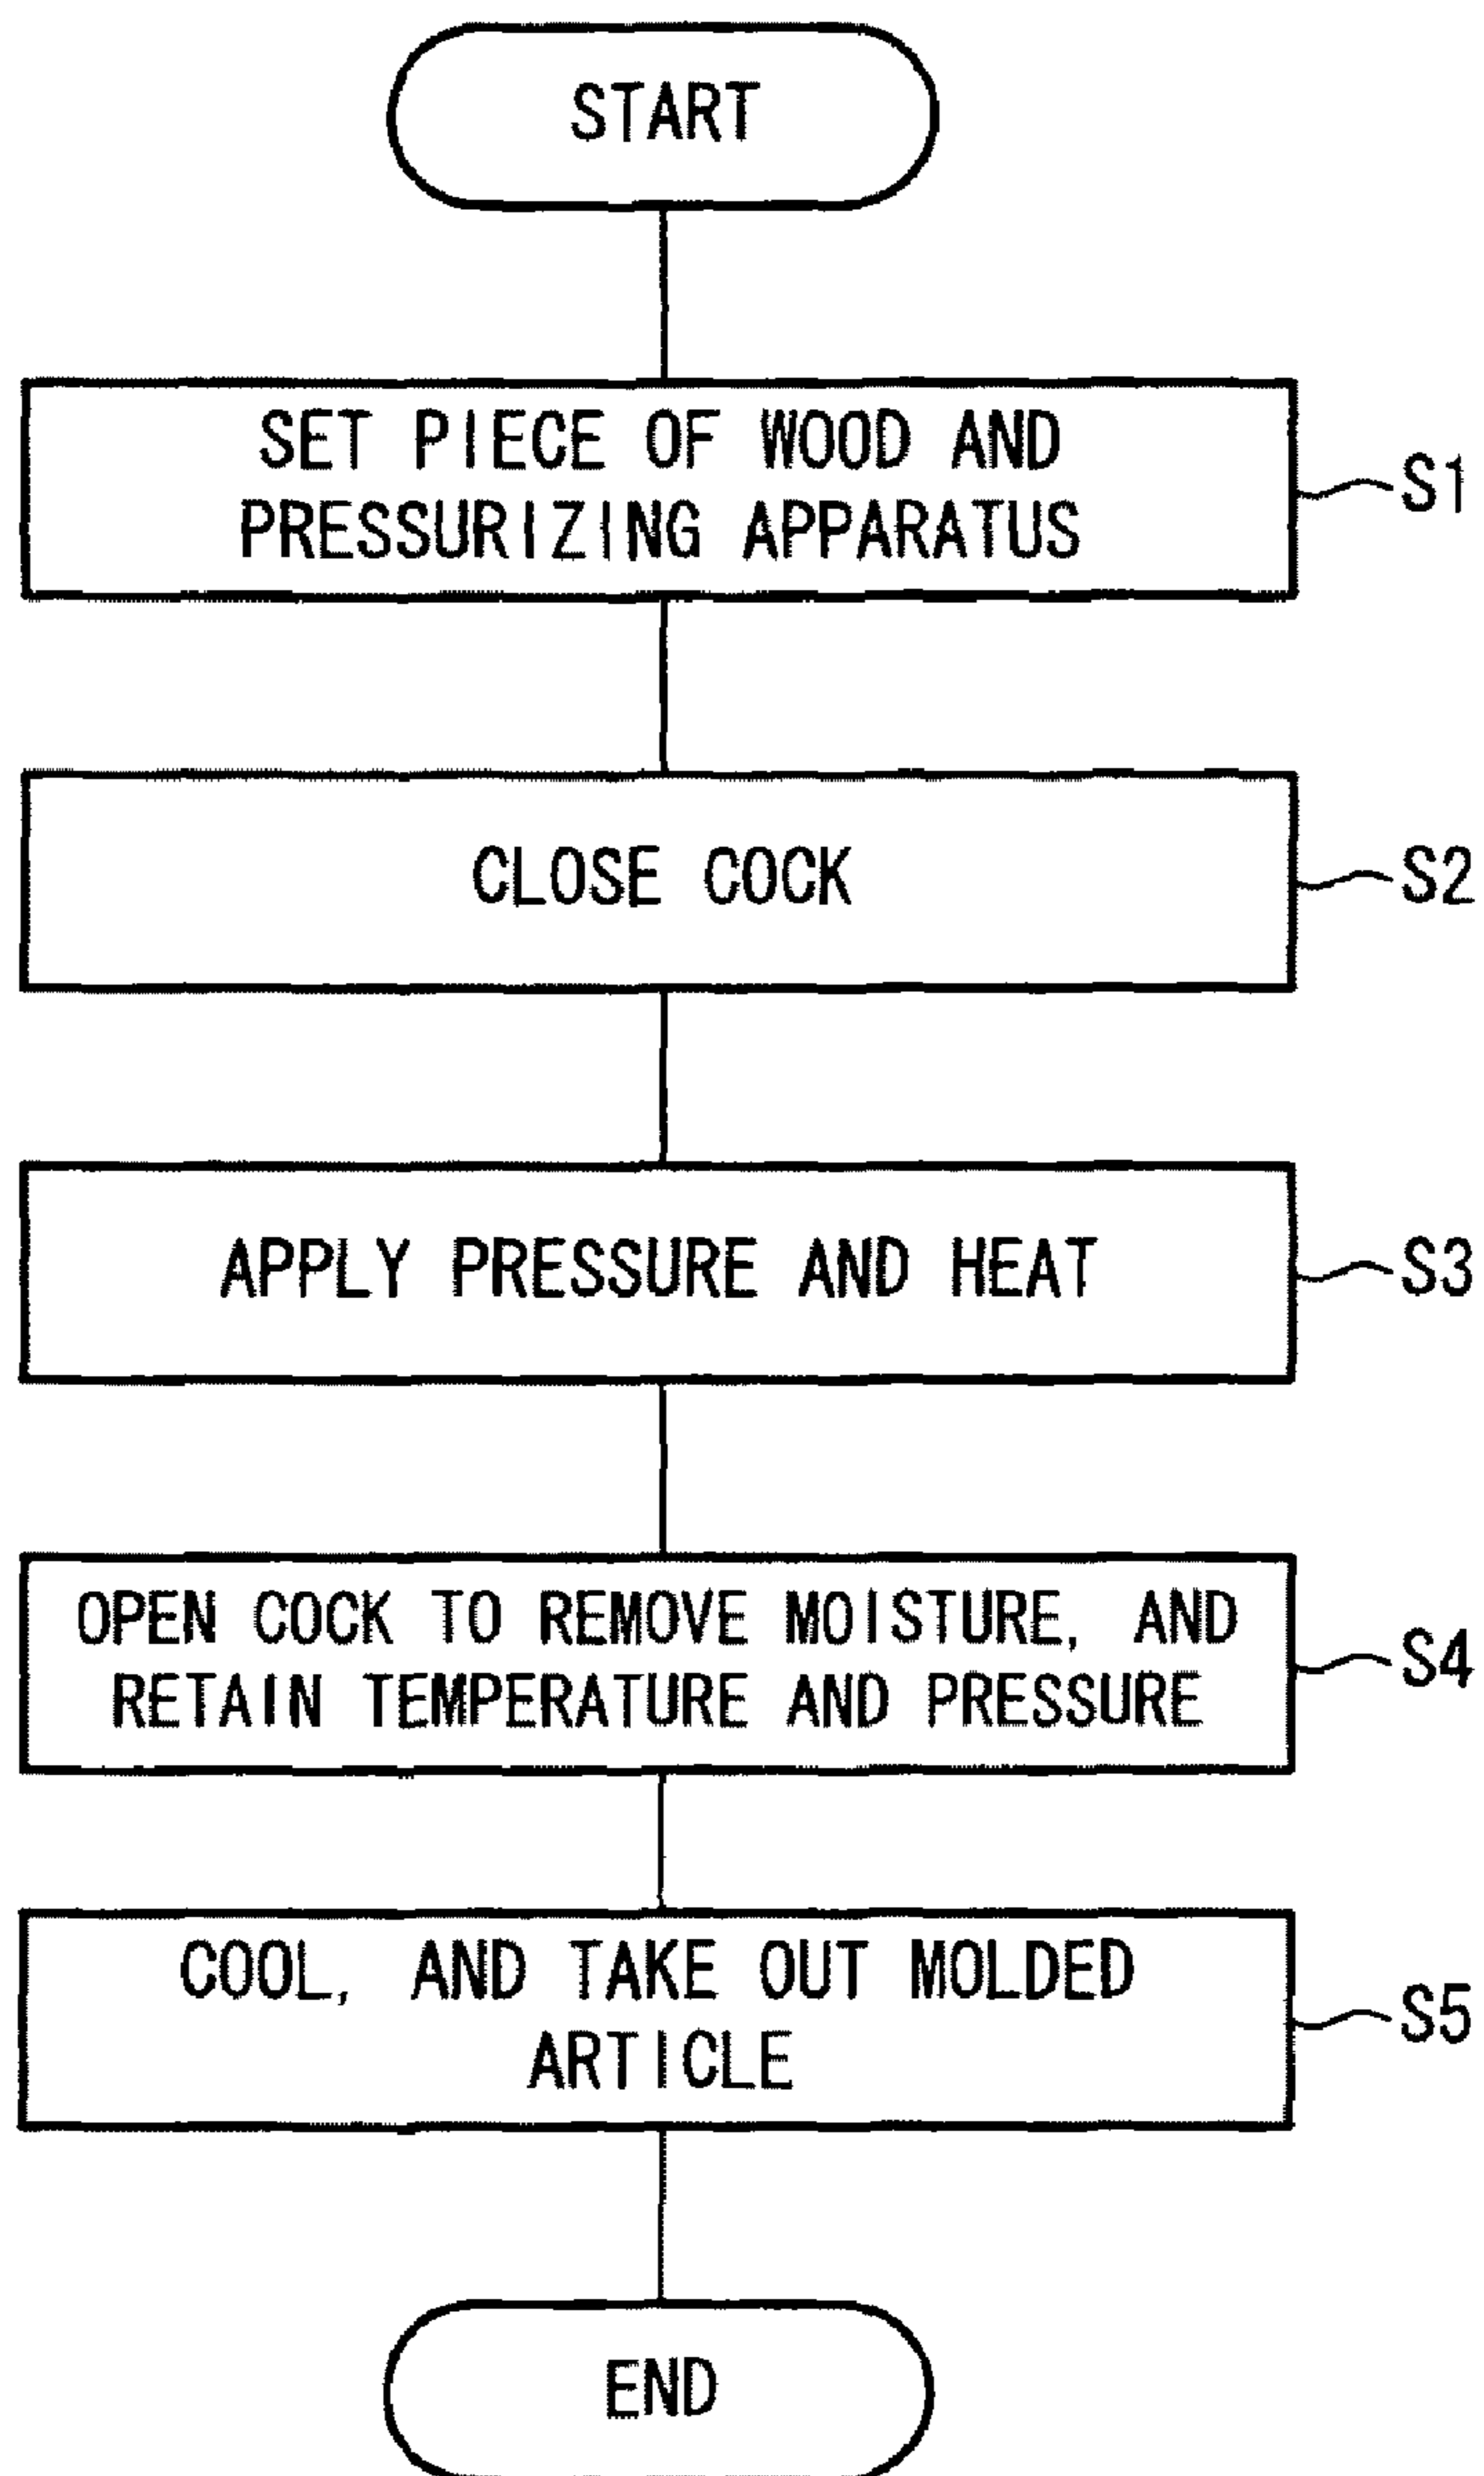 START
SET PIECE OF WOOD AND
PRESSURIZING APPARATUS
S1
CLOSE COCK
S2
APPLY PRESSURE AND HEAT
S3
OPEN COCK TO REMOVE MOISTURE, AND
RETAIN TEMPERATURE AND PRESSURE
S4
COOL, AND TAKE OUT MOLDED
ARTICLE
S5
END